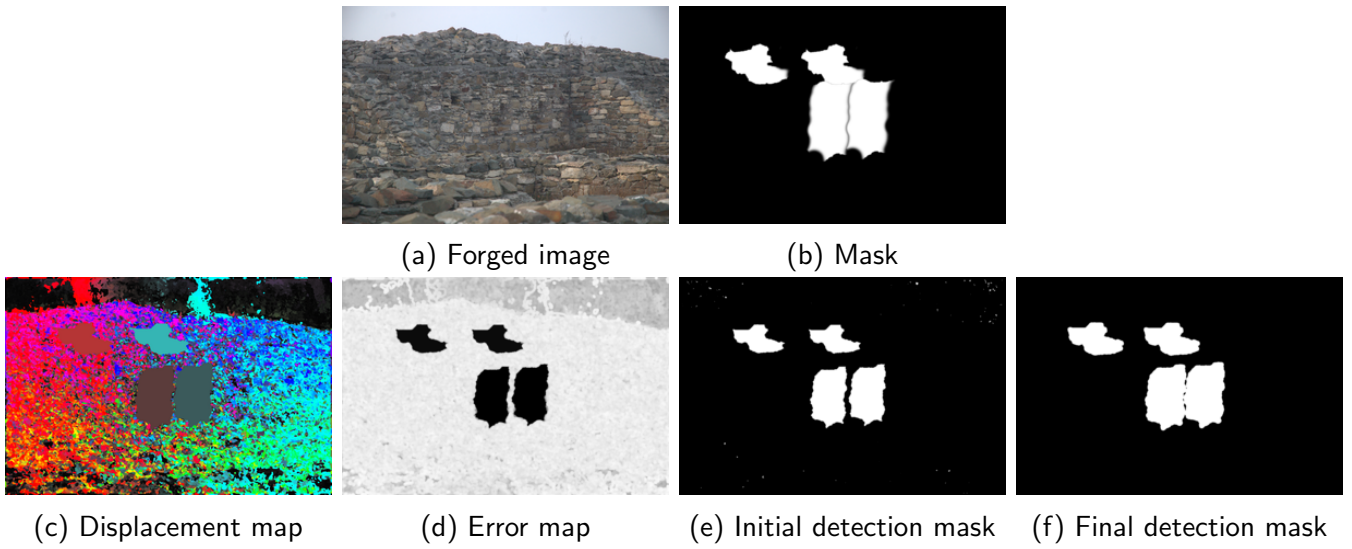 (a) Forged image
(b) Mask
(c) Displacement map
(d) Error map
(e) Initial detection mask
(f) Final detection mask